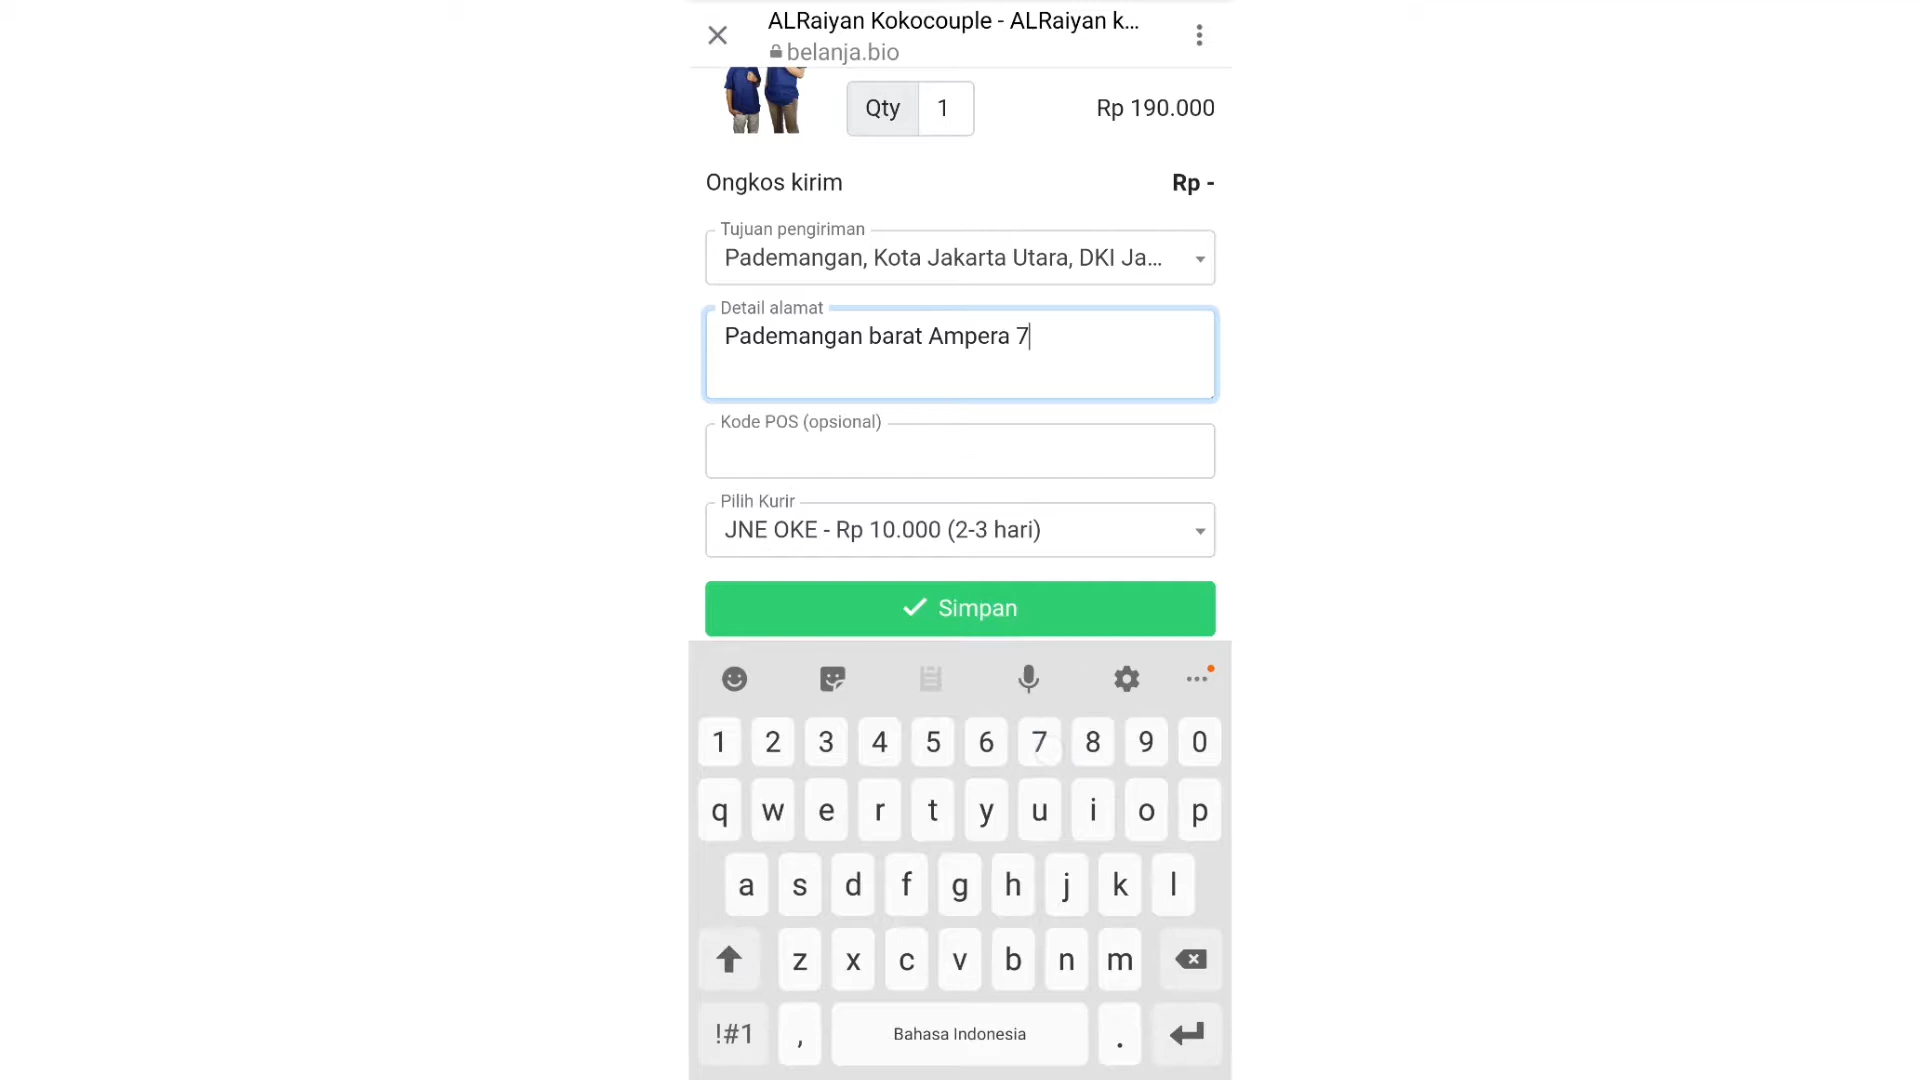 ALRaiyan Kokocouple - ALRaiyan k...
belanja.bio
Qty 1 Rp 190.000
Ongkos kirim Rp -
Tujuan pengiriman
Pademangan, Kota Jakarta Utara, DKI Ja...
Detail alamat
Pademangan barat Ampera 7
Kode POS (opsional)
Pilih Kurir
JNE OKE - Rp 10.000 (2-3 hari)
Simpan
1 2 3 4 5 6 7 8 9 0
q w e r t y u i o p
a s d f g h j k l
z x c v b n m
!#1 , Bahasa Indonesia .